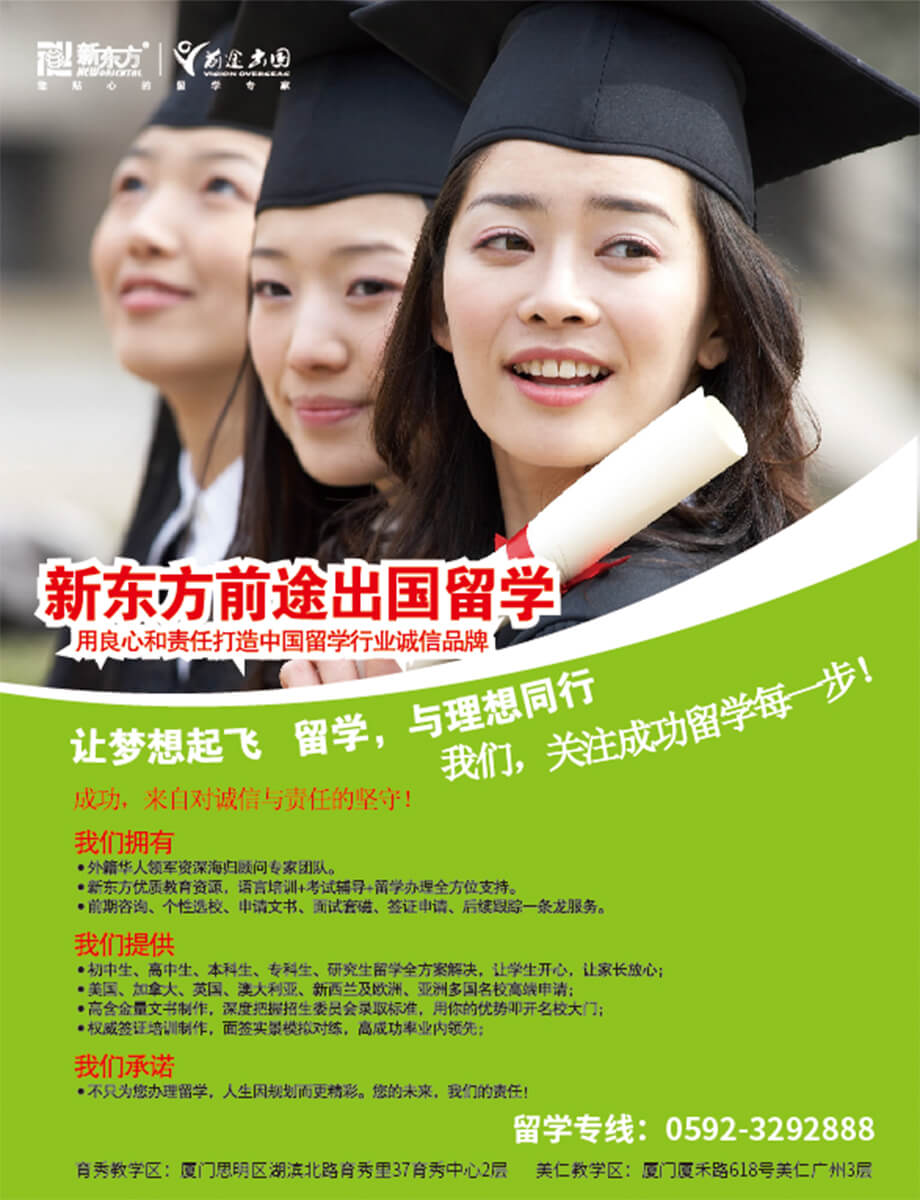 新东方® 前途出国
NEW ORIENTAL VISION OVERSEAS
您贴心的留学专家
新东方前途出国留学
用良心和责任打造中国留学行业诚信品牌
让梦想起飞 留学，与理想同行
我们，关注成功留学每一步！
成功，来自对诚信与责任的坚守！
我们拥有
•外籍华人领军资深海归顾问专家团队。
•新东方优质教育资源，语言培训+考试辅导+留学办理全方位支持。
•前期咨询、个性选校、申请文书、面试套磁、签证申请、后续跟踪一条龙服务。
我们提供
•初中生、高中生、本科生、专科生、研究生留学全方案解决，让学生开心，让家长放心；
•美国、加拿大、英国、澳大利亚、新西兰及欧洲、亚洲多国名校高端申请；
•高含金量文书制作，深度把握招生委员会录取标准，用你的优势叩开名校大门；
•权威签证培训制作，面签实景模拟对练，高成功率业内领先；
我们承诺
•不只为您办理留学，人生因规划而更精彩。您的未来，我们的责任！
留学专线：0592-3292888
育秀教学区：厦门思明区湖滨北路育秀里37育秀中心2层 美仁教学区：厦门厦禾路618号美仁广州3层